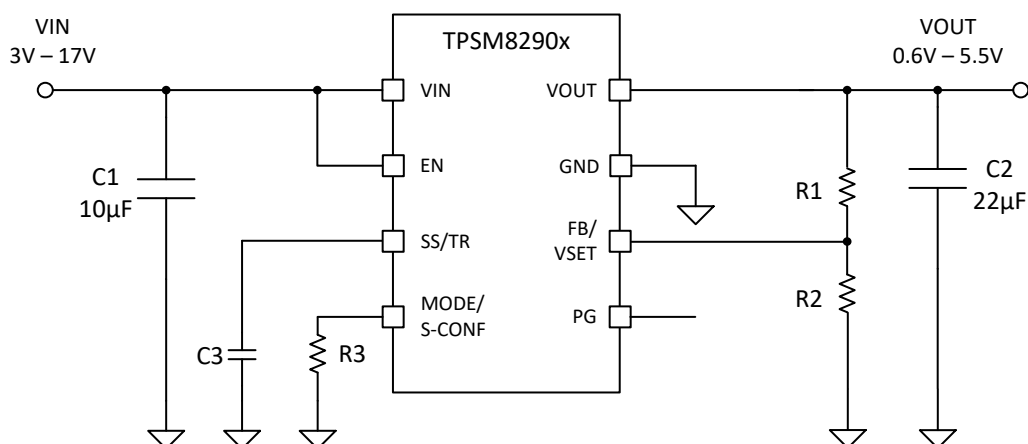 VIN
3V – 17V
TPSM8290x
VOUT
0.6V – 5.5V
VIN
VOUT
EN
GND
C1
10µF
R1
C2
22µF
SS/TR
FB/
VSET
MODE/
S-CONF
PG
R2
C3
R3